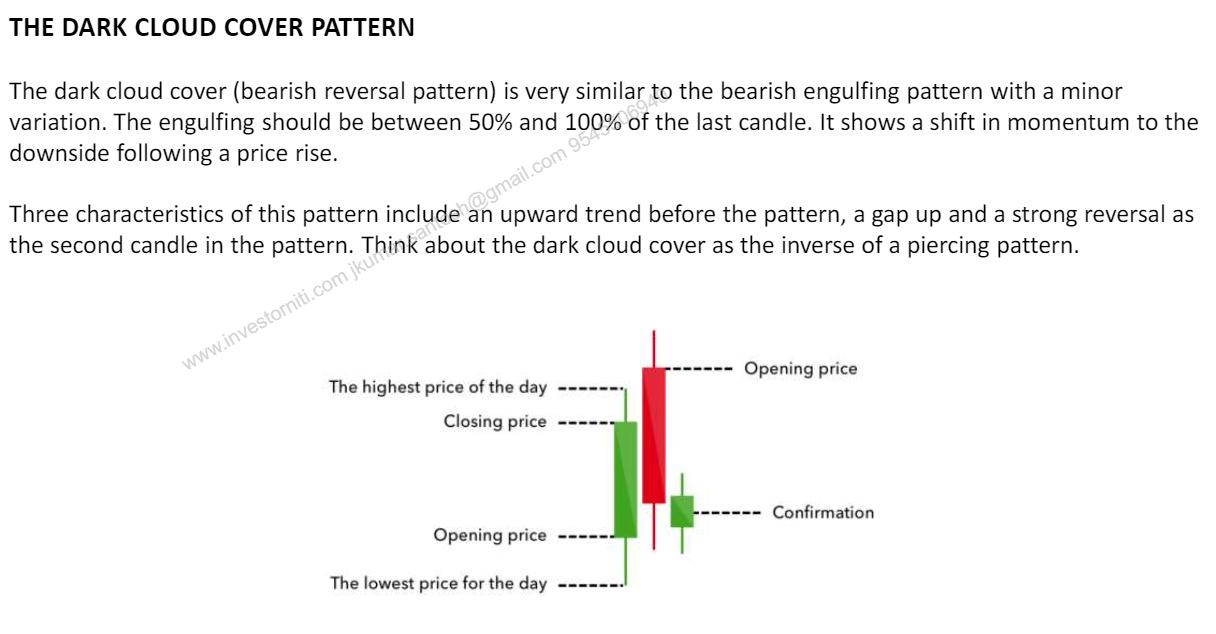 THE DARK CLOUD COVER PATTERN
The dark cloud cover (bearish reversal pattern) is very similar to the bearish engulfing pattern with a minor
variation. The engulfing should be between 50% and 100% of the last candle. It shows a shift in momentum to the
downside following a price rise.
Three characteristics of this pattern include an upward trend before the pattern, a gap up and a strong reversal as
the second candle in the pattern. Think about the dark cloud cover as the inverse of a piercing pattern.
www.investorniti.com
The highest price of the day
Opening price
Closing price
Confirmation
Opening price
The lowest price for the day